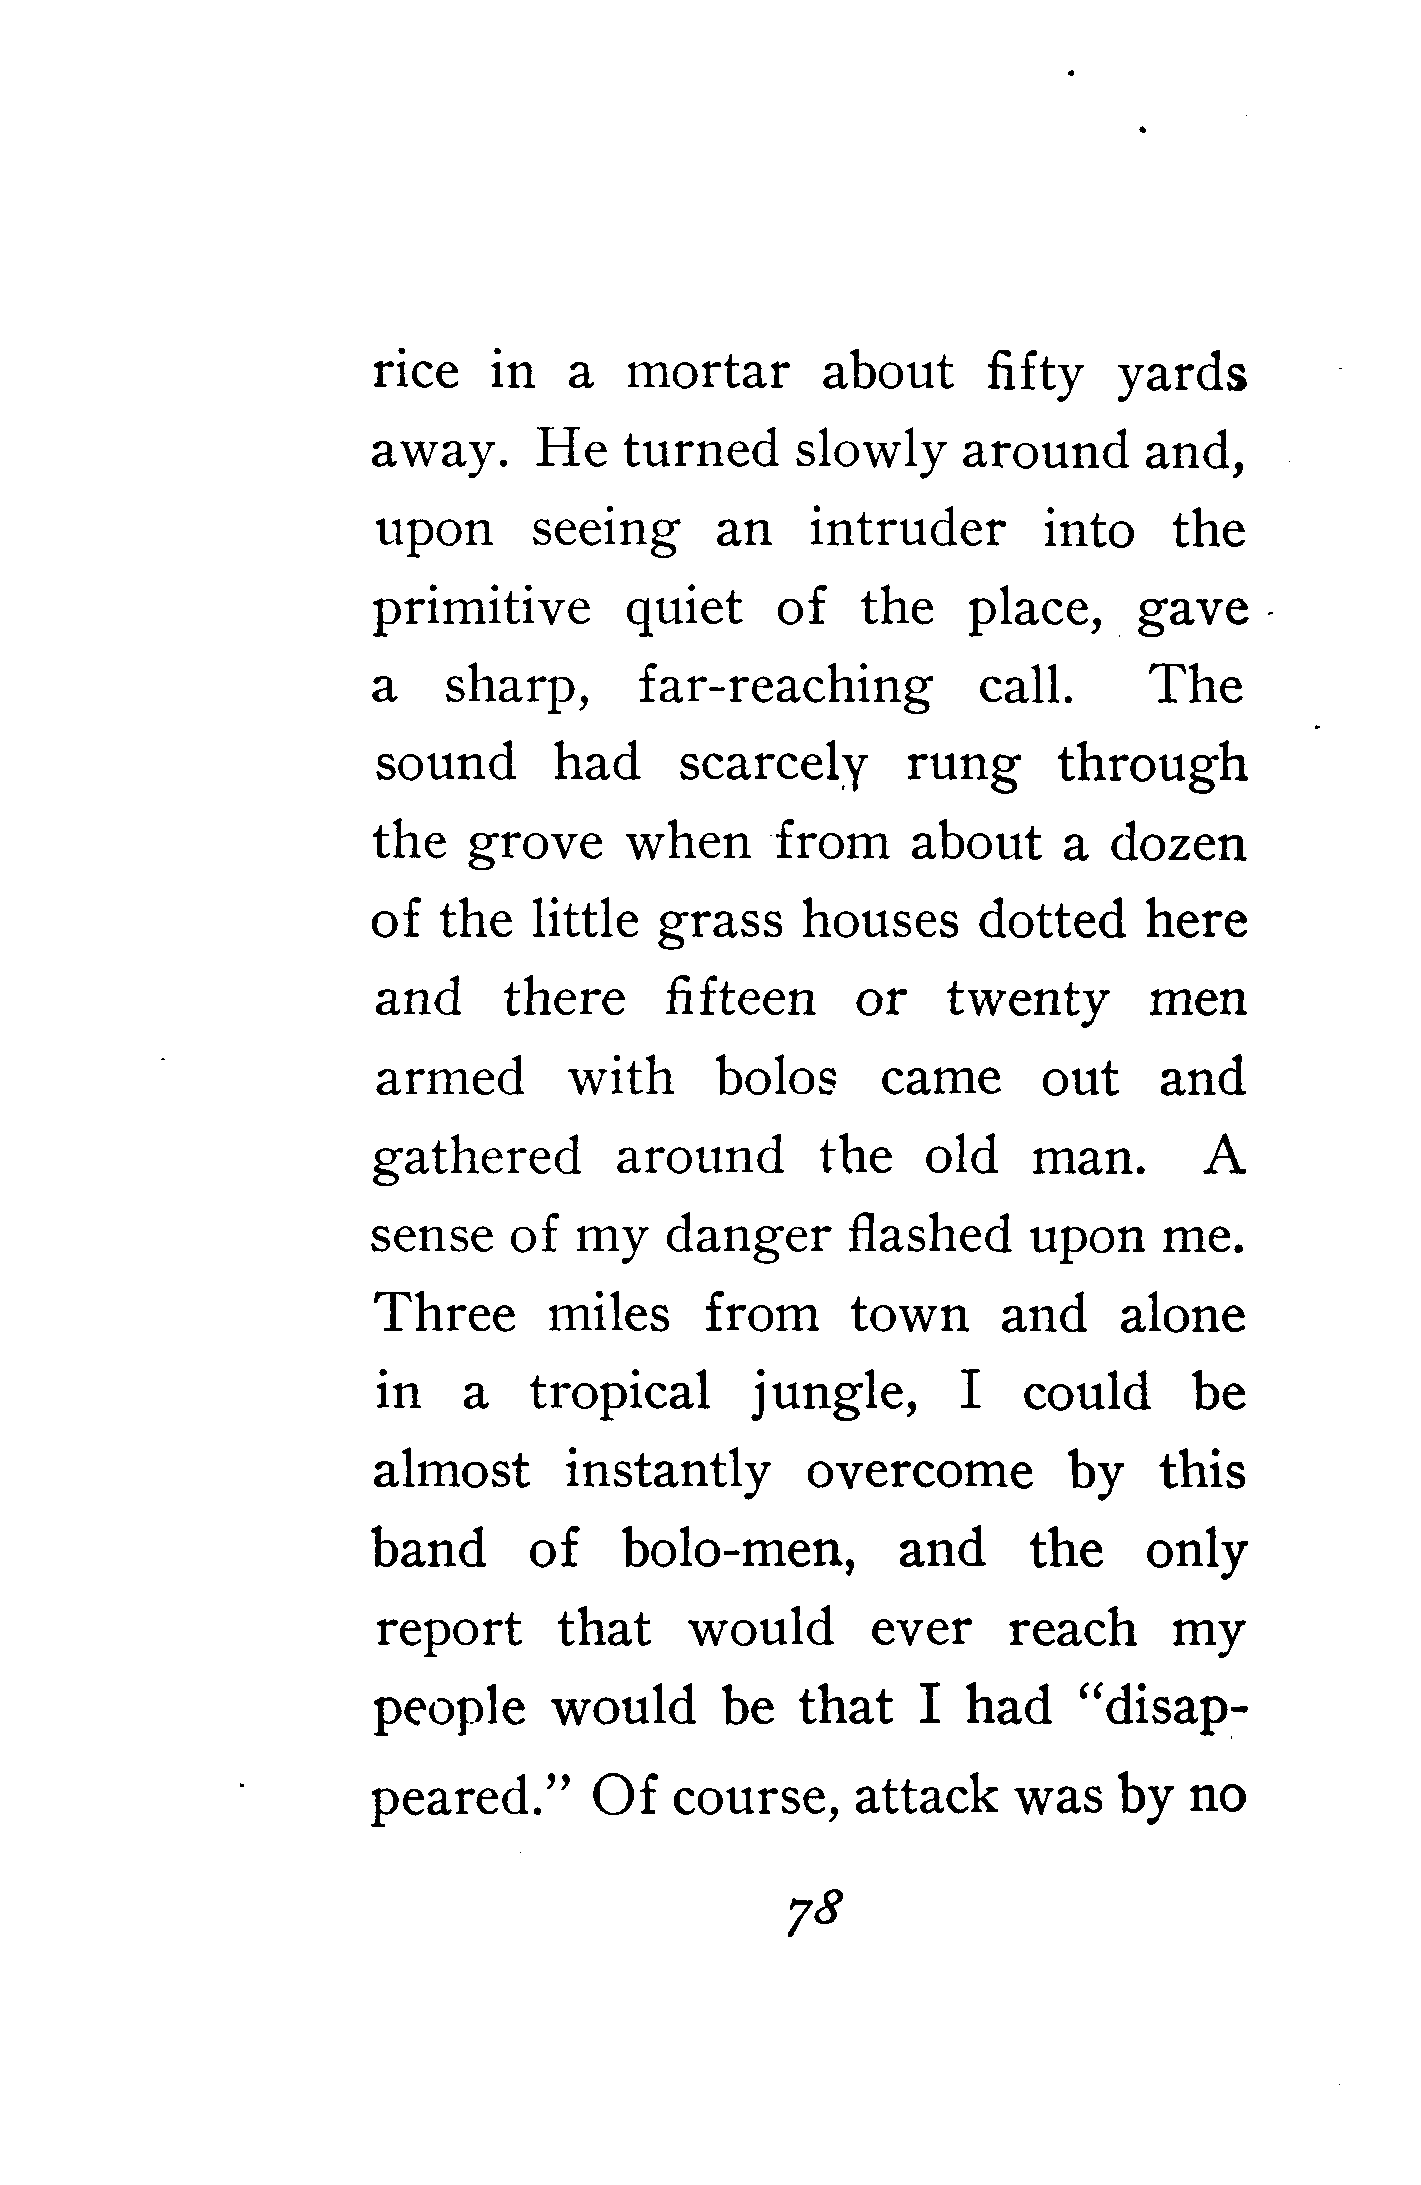 rice in a mortar about fifty yards
away. He turned slowly around and,
upon seeing an intruder into the
primitive quiet of the place, gave
a sharp, far-reaching call. The
sound had scarcely rung through
the grove when from about a dozen
of the little grass houses dotted here
and there fifteen or twenty men
armed with bolos came out and
gathered around the old man. A
sense of my danger flashed upon me.
Three miles from town and alone
in a tropical jungle, I could be
almost instantly overcome by this
band of bolo-men, and the only
report that would ever reach my
people would be that I had "disap-
peared." Of course, attack was by no
78